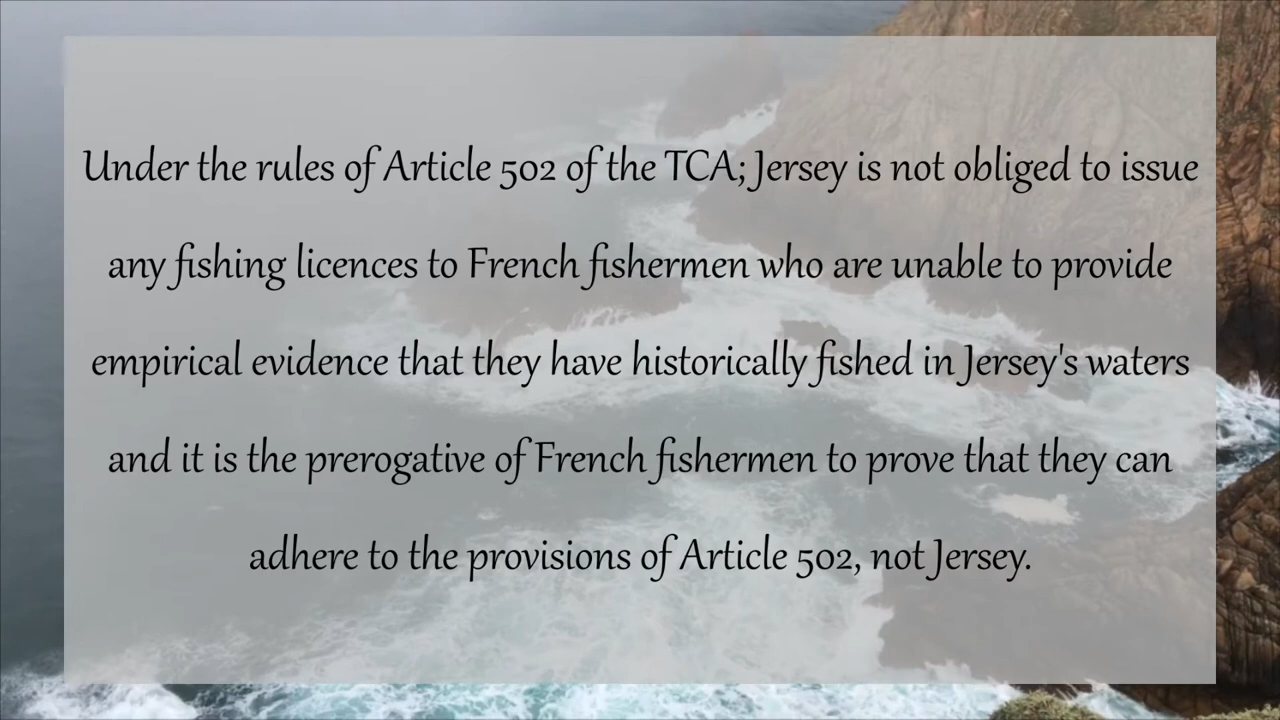 Under the rules of Article 502 of the TCA; Jersey is not obliged to issue
any fishing licences to French fishermen who are unable to provide
empirical evidence that they have historically fished in Jersey's waters
and it is the prerogative of French fishermen to prove that they can
adhere to the provisions of Article 502, not Jersey.